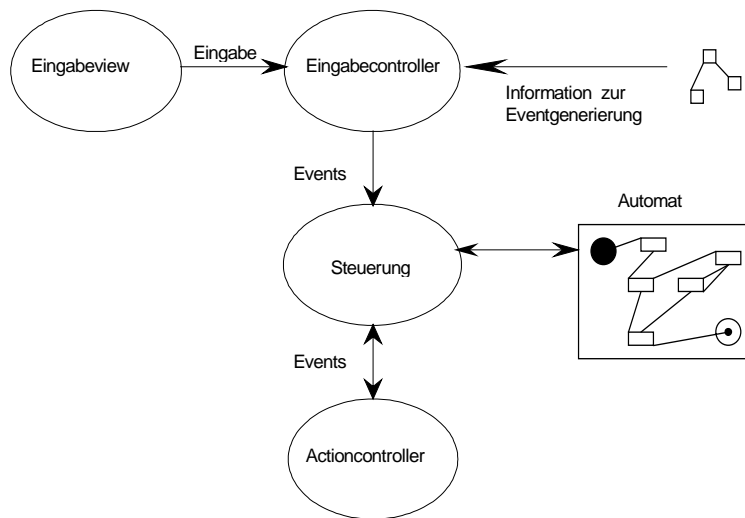 Eingabeview
Eingabe
Eingabecontroller
Information zur
Eventgenerierung
Events
Automat
Steuerung
Events
Actioncontroller